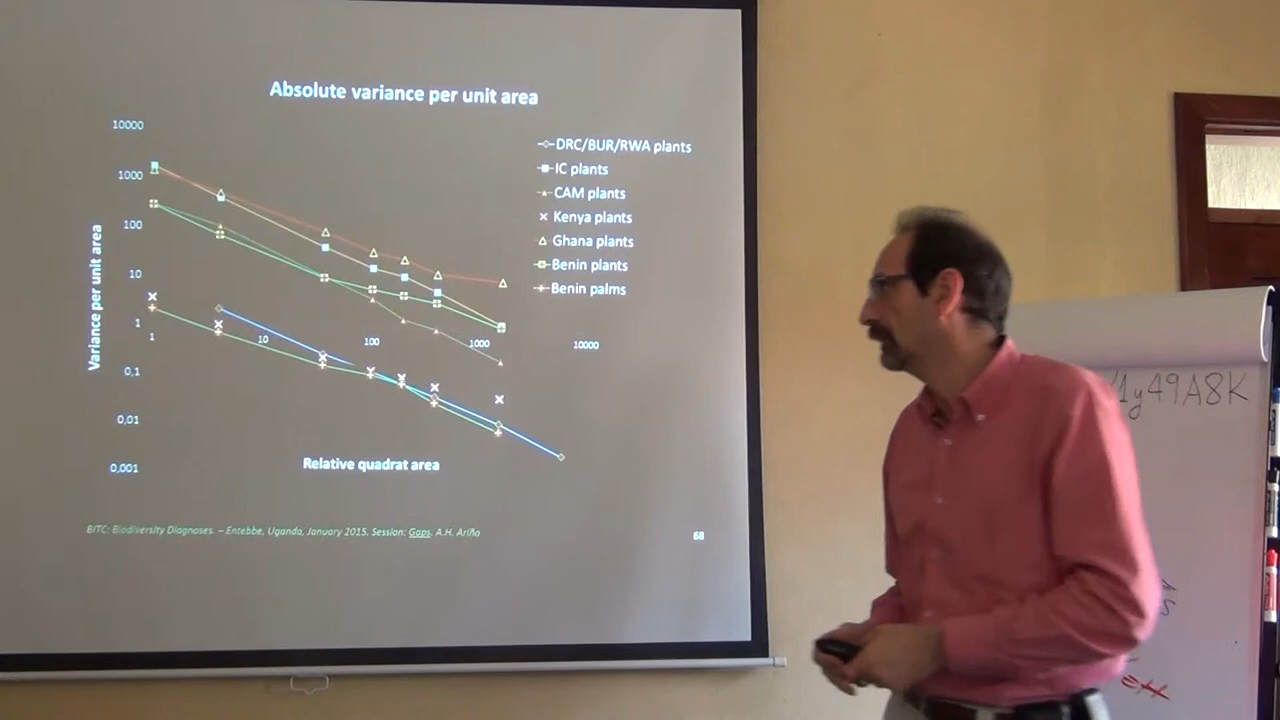 Absolute variance per unit area
10000
1000
100
10
1
0,1
0,01
0,001
1
10
100
1000
10000
Variance per unit area
Relative quadrat area
DRC/BUR/RWA plants
IC plants
CAM plants
Kenya plants
Ghana plants
Benin plants
Benin palms
BITC: Biodiversity Diagnoses. – Entebbe, Uganda, January 2015. Session: Gaps. A.H. Ariño
68
1y49A8K